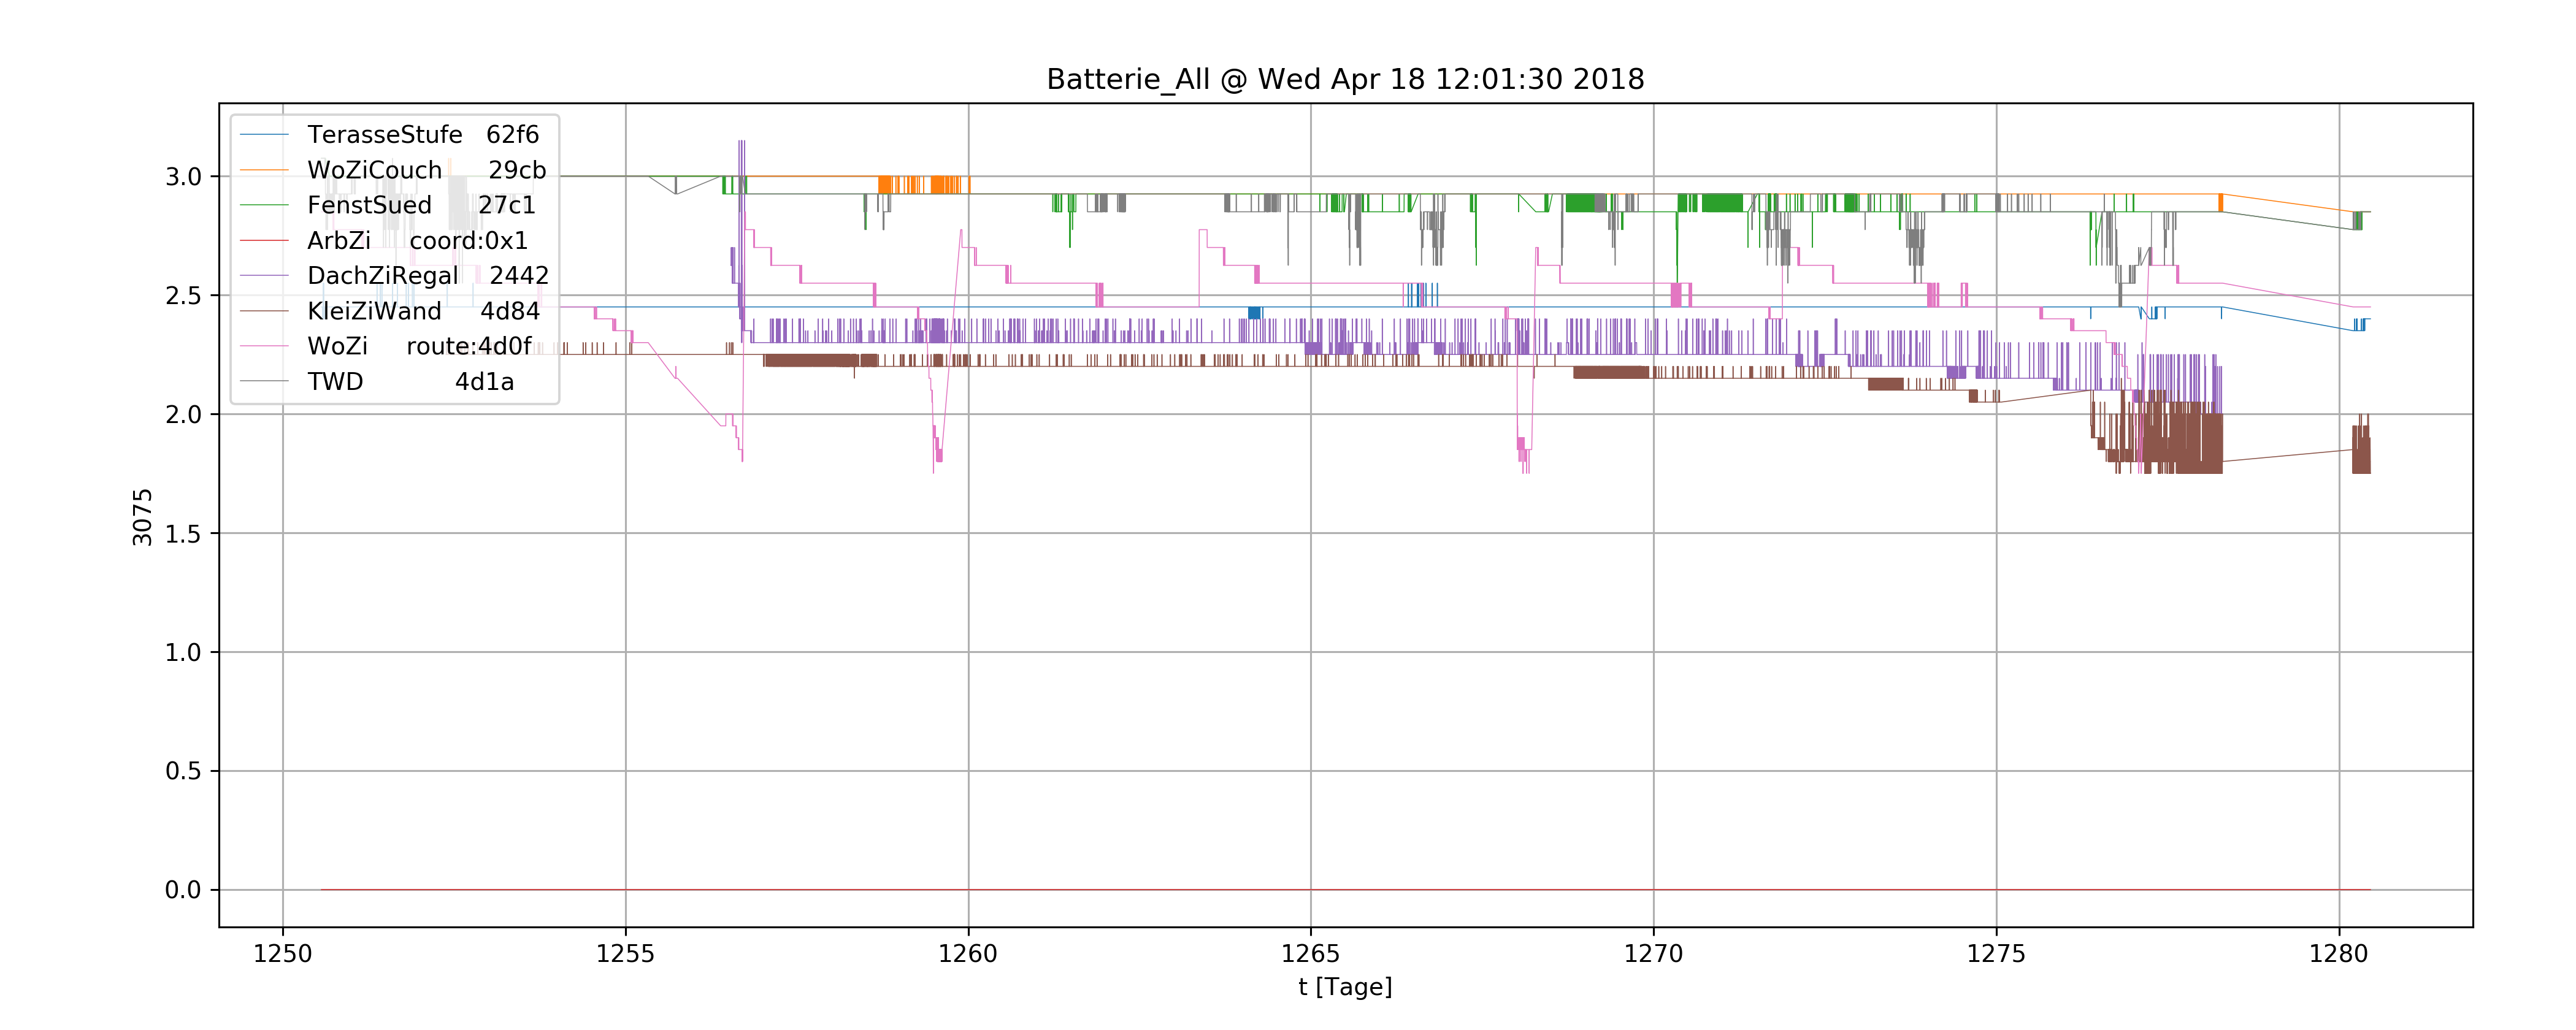 Batterie_All @ Wed Apr 18 12:01:30 2018
TerasseStufe 62f6
WoZiCouch 29cb
FenstSued 27c1
ArbZi coord:0x1
DachZiRegal 2442
KleiZiWand 4d84
WoZi route:4d0f
TWD 4d1a
3.0
2.5
2.0
1.5
1.0
0.5
0.0
3075
1250 1255 1260 1265 1270 1275 1280
t [Tage]